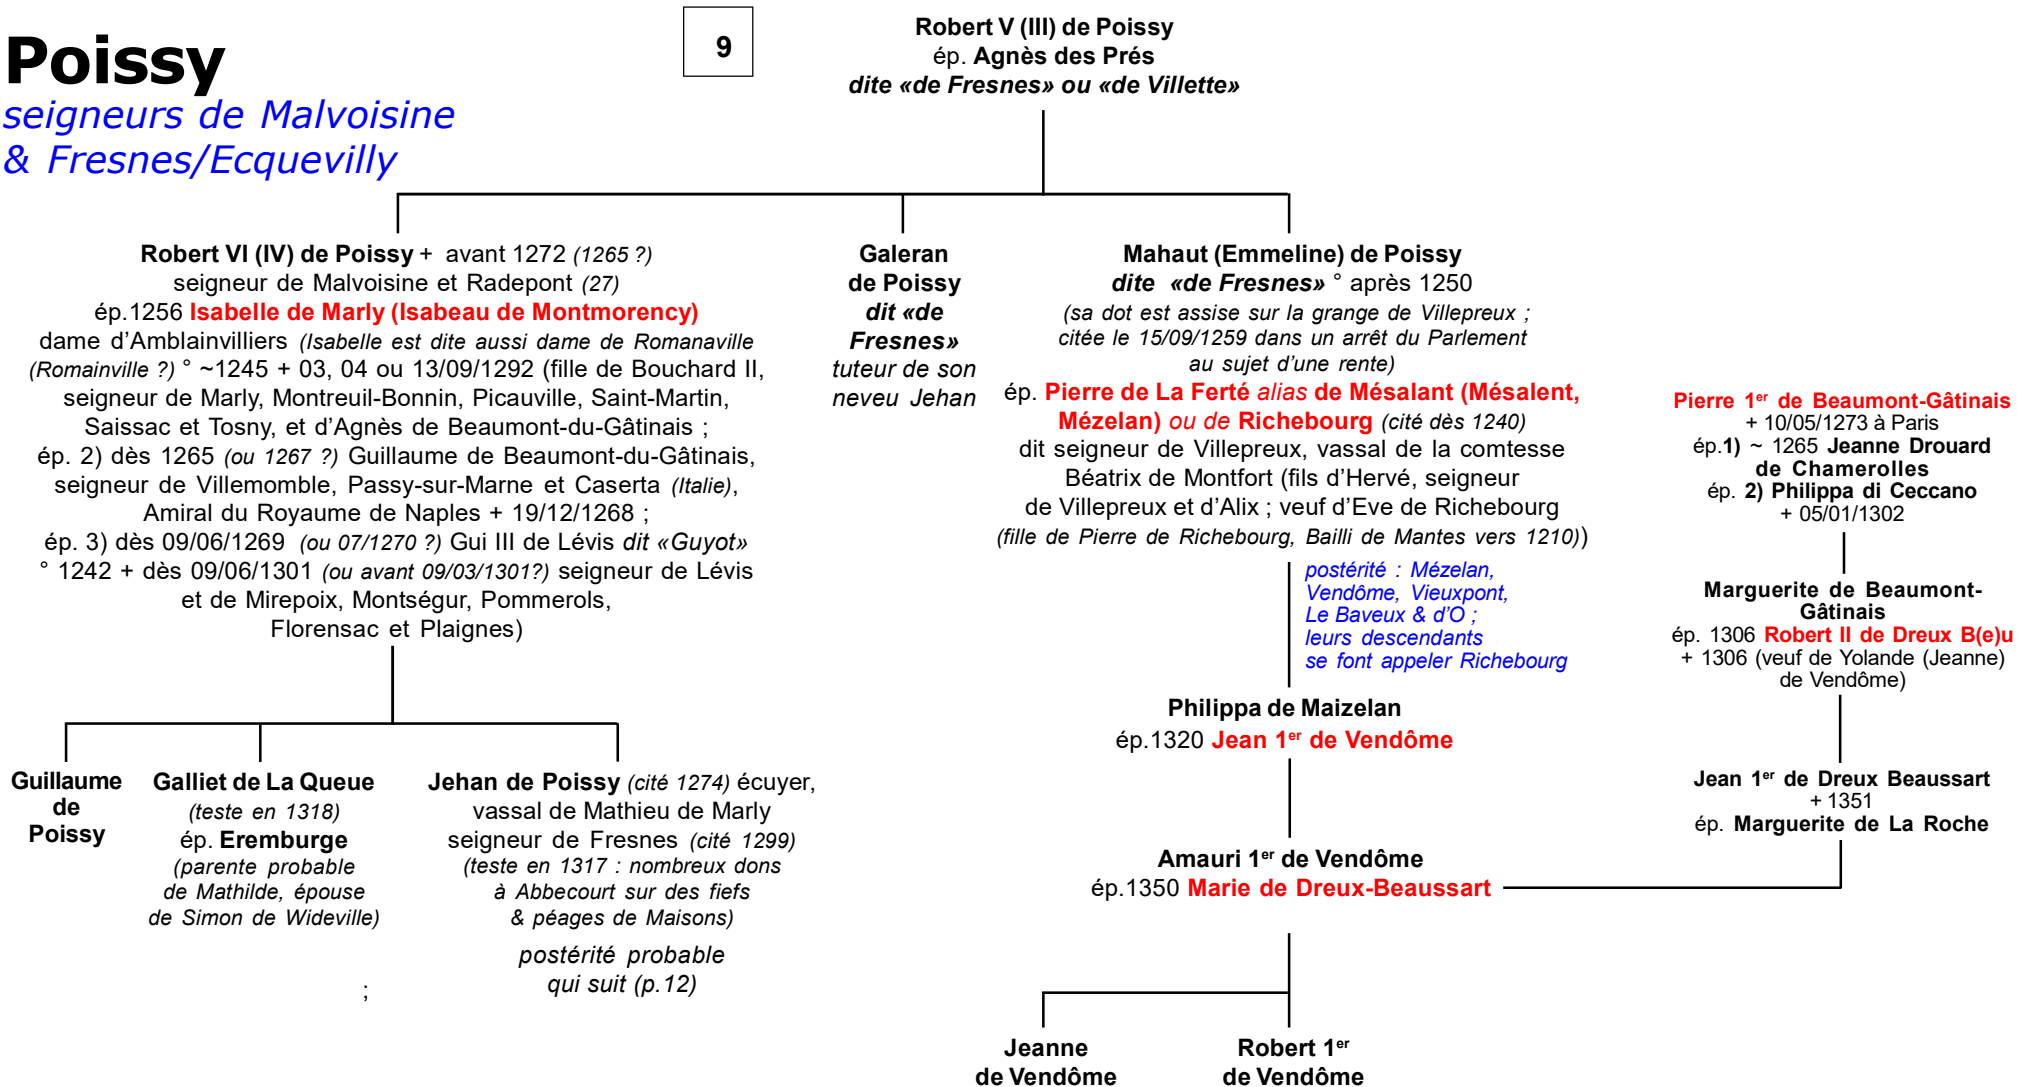 Poissy
seigneurs de Malvoisine
& Fresnes/Ecquevilly
9
Robert V (III) de Poissy
ép. Agnès des Prés
dite «de Fresnes» ou «de Villette»
Robert VI (IV) de Poissy + avant 1272 (1265 ?)
seigneur de Malvoisine et Radepont (27)
ép.1256 Isabelle de Marly (Isabeau de Montmorency)
dame d'Amblainvilliers (Isabelle est dite aussi dame de Romanaville
(Romainville ?) ° ~1245 + 03, 04 ou 13/09/1292 (fille de Bouchard II,
seigneur de Marly, Montreuil-Bonnin, Picauville, Saint-Martin,
Saissac et Tosny, et d'Agnès de Beaumont-du-Gâtinais ;
ép. 2) dès 1265 (ou 1267 ?) Guillaume de Beaumont-du-Gâtinais,
seigneur de Villemomble, Passy-sur-Marne et Caserta (Italie),
Amiral du Royaume de Naples + 19/12/1268 ;
ép. 3) dès 09/06/1269 (ou 07/1270 ?) Gui III de Lévis dit «Guyot»
° 1242 + dès 09/06/1301 (ou avant 09/03/1301?) seigneur de Lévis
et de Mirepoix, Montségur, Pommerols,
Florensac et Plaignes)
Galeran
de Poissy
dit «de
Fresnes»
tuteur de son
neveu Jehan
Mahaut (Emmeline) de Poissy
dite «de Fresnes» ° après 1250
(sa dot est assise sur la grange de Villepreux ;
citée le 15/09/1259 dans un arrêt du Parlement
au sujet d'une rente)
ép. Pierre de La Ferté alias de Mésalant (Mésalent,
Mézelan) ou de Richebourg (cité dès 1240)
dit seigneur de Villepreux, vassal de la comtesse
Béatrix de Montfort (fils d'Hervé, seigneur
de Villepreux et d'Alix ; veuf d'Eve de Richebourg
(fille de Pierre de Richebourg, Bailli de Mantes vers 1210))
postérité : Mézelan,
Vendôme, Vieuxpont,
Le Baveux & d'O ;
leurs descendants
se font appeler Richebourg
Pierre 1er de Beaumont-Gâtinais
+ 10/05/1273 à Paris
ép.1) ~ 1265 Jeanne Drouard
de Chamerolles
ép. 2) Philippa di Ceccano
+ 05/01/1302
Marguerite de Beaumont-
Gâtinais
ép. 1306 Robert II de Dreux B(e)u
+ 1306 (veuf de Yolande (Jeanne)
de Vendôme)
Philippa de Maizelan
ép.1320 Jean 1er de Vendôme
Guillaume
de
Poissy
Galliet de La Queue
(teste en 1318)
ép. Eremburge
(parente probable
de Mathilde, épouse
de Simon de Wideville)
Jehan de Poissy (cité 1274) écuyer,
vassal de Mathieu de Marly
seigneur de Fresnes (cité 1299)
(teste en 1317 : nombreux dons
à Abbecourt sur des fiefs
& péages de Maisons)
postérité probable
qui suit (p.12)
;
Jean 1er de Dreux Beaussart
+ 1351
ép. Marguerite de La Roche
Amauri 1er de Vendôme
ép.1350 Marie de Dreux-Beaussart
Jeanne
de Vendôme
Robert 1er
de Vendôme